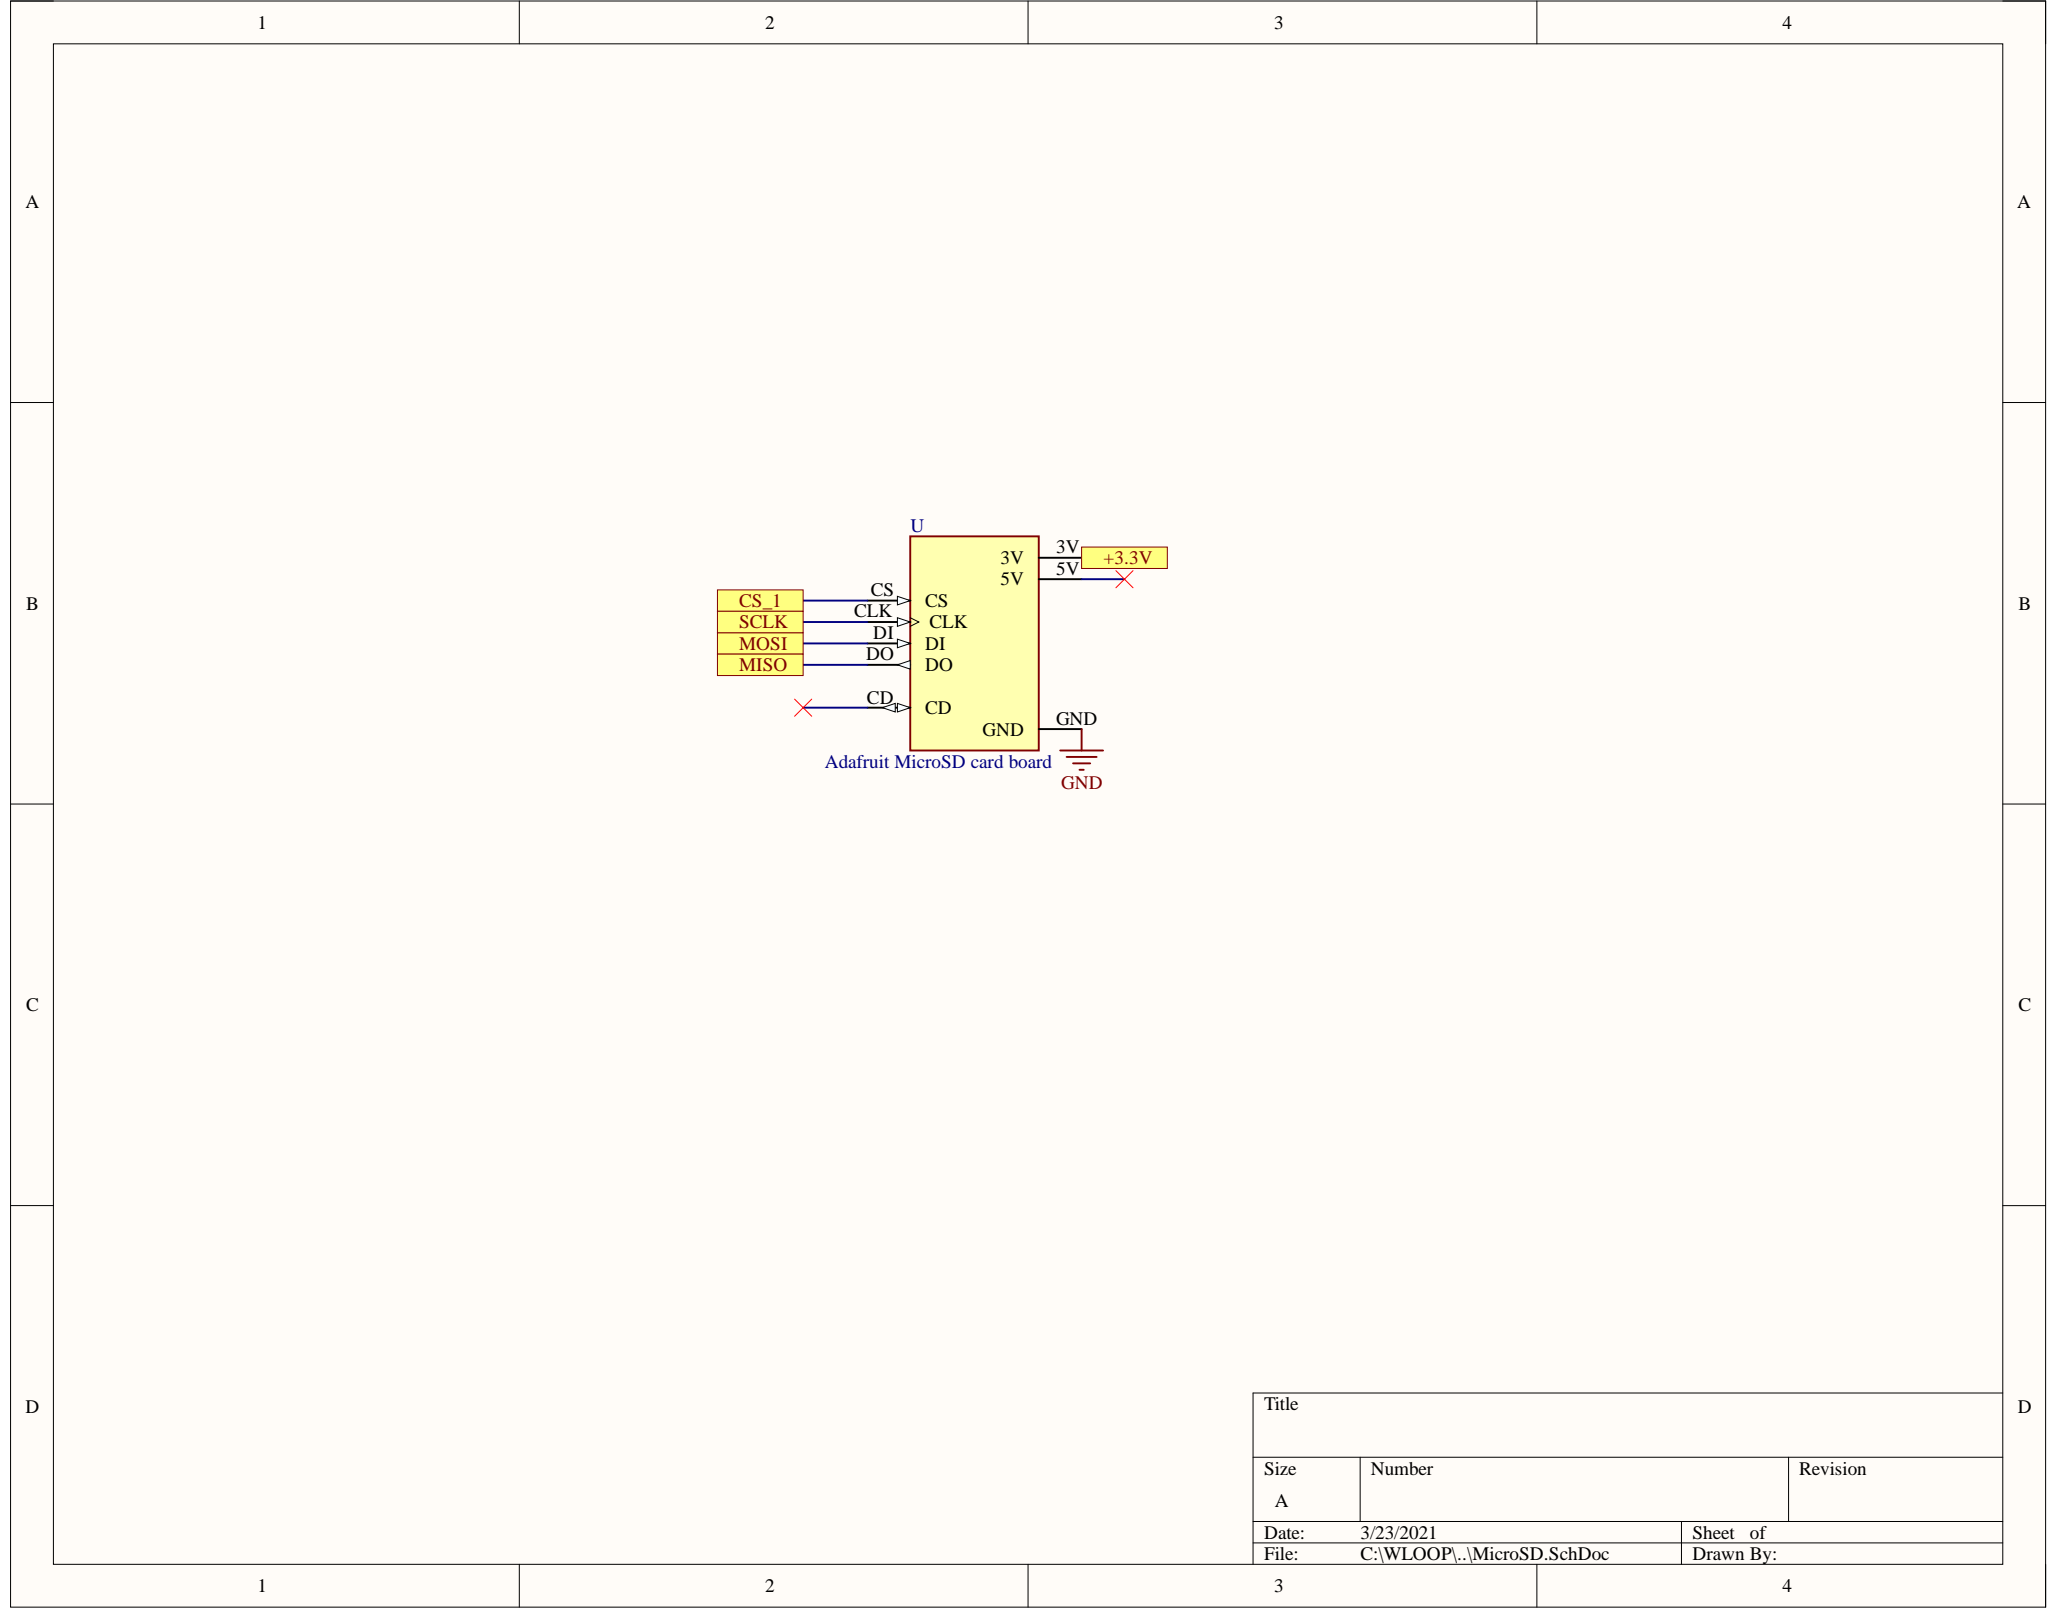 1 2 3 4
A A
B B
C C
D D
U
3V 3V +3.3V
5V 5V
CS_1 CS CS
SCLK CLK CLK
MOSI DI DI
MISO DO DO
CD CD
GND GND
Adafruit MicroSD card board
GND
Title
Size Number Revision
A
Date: 3/23/2021 Sheet of
File: C:\WLOOP\..\MicroSD.SchDoc Drawn By:
1 2 3 4